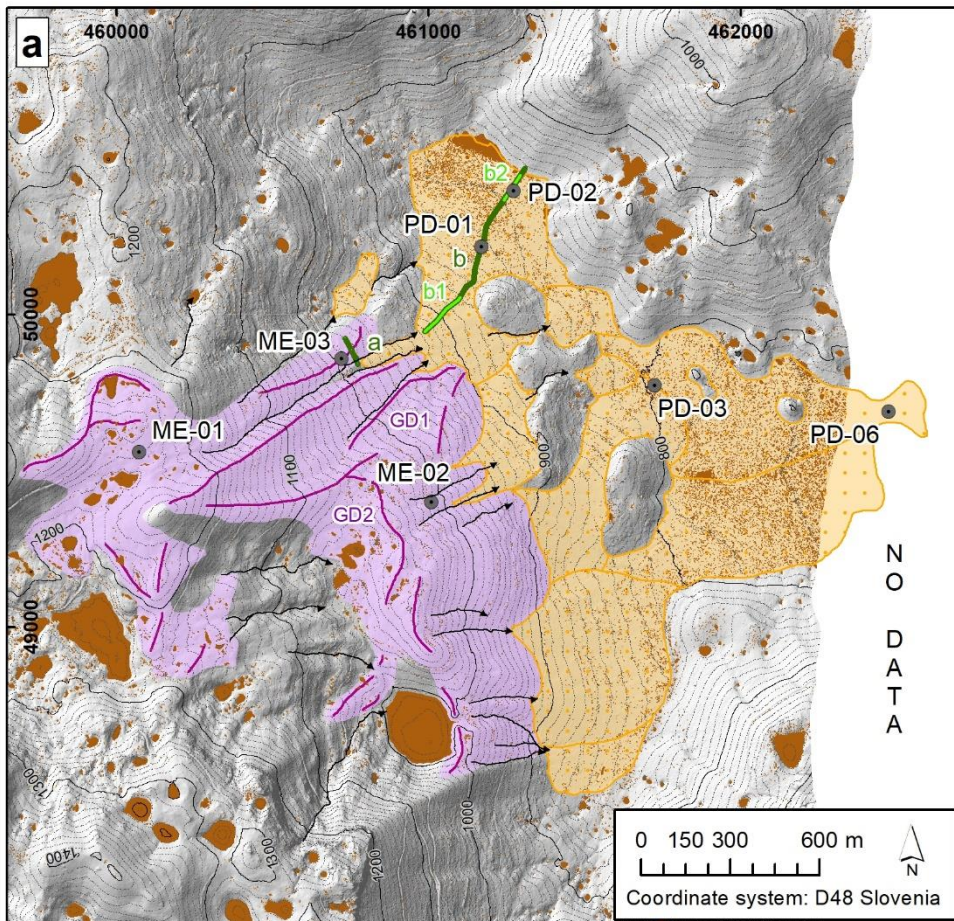 a
460000
461000
462000
1000
1200
b2
PD-02
PD-01
b
b1
50000
ME-03
a
GD1
PD-03
PD-06
ME-01
1100
ME-02
900
800
GD2
1200
NO DATA
49000
1300
1400
1300
1200
1000
0 150 300 600 m
N
Coordinate system: D48 Slovenia